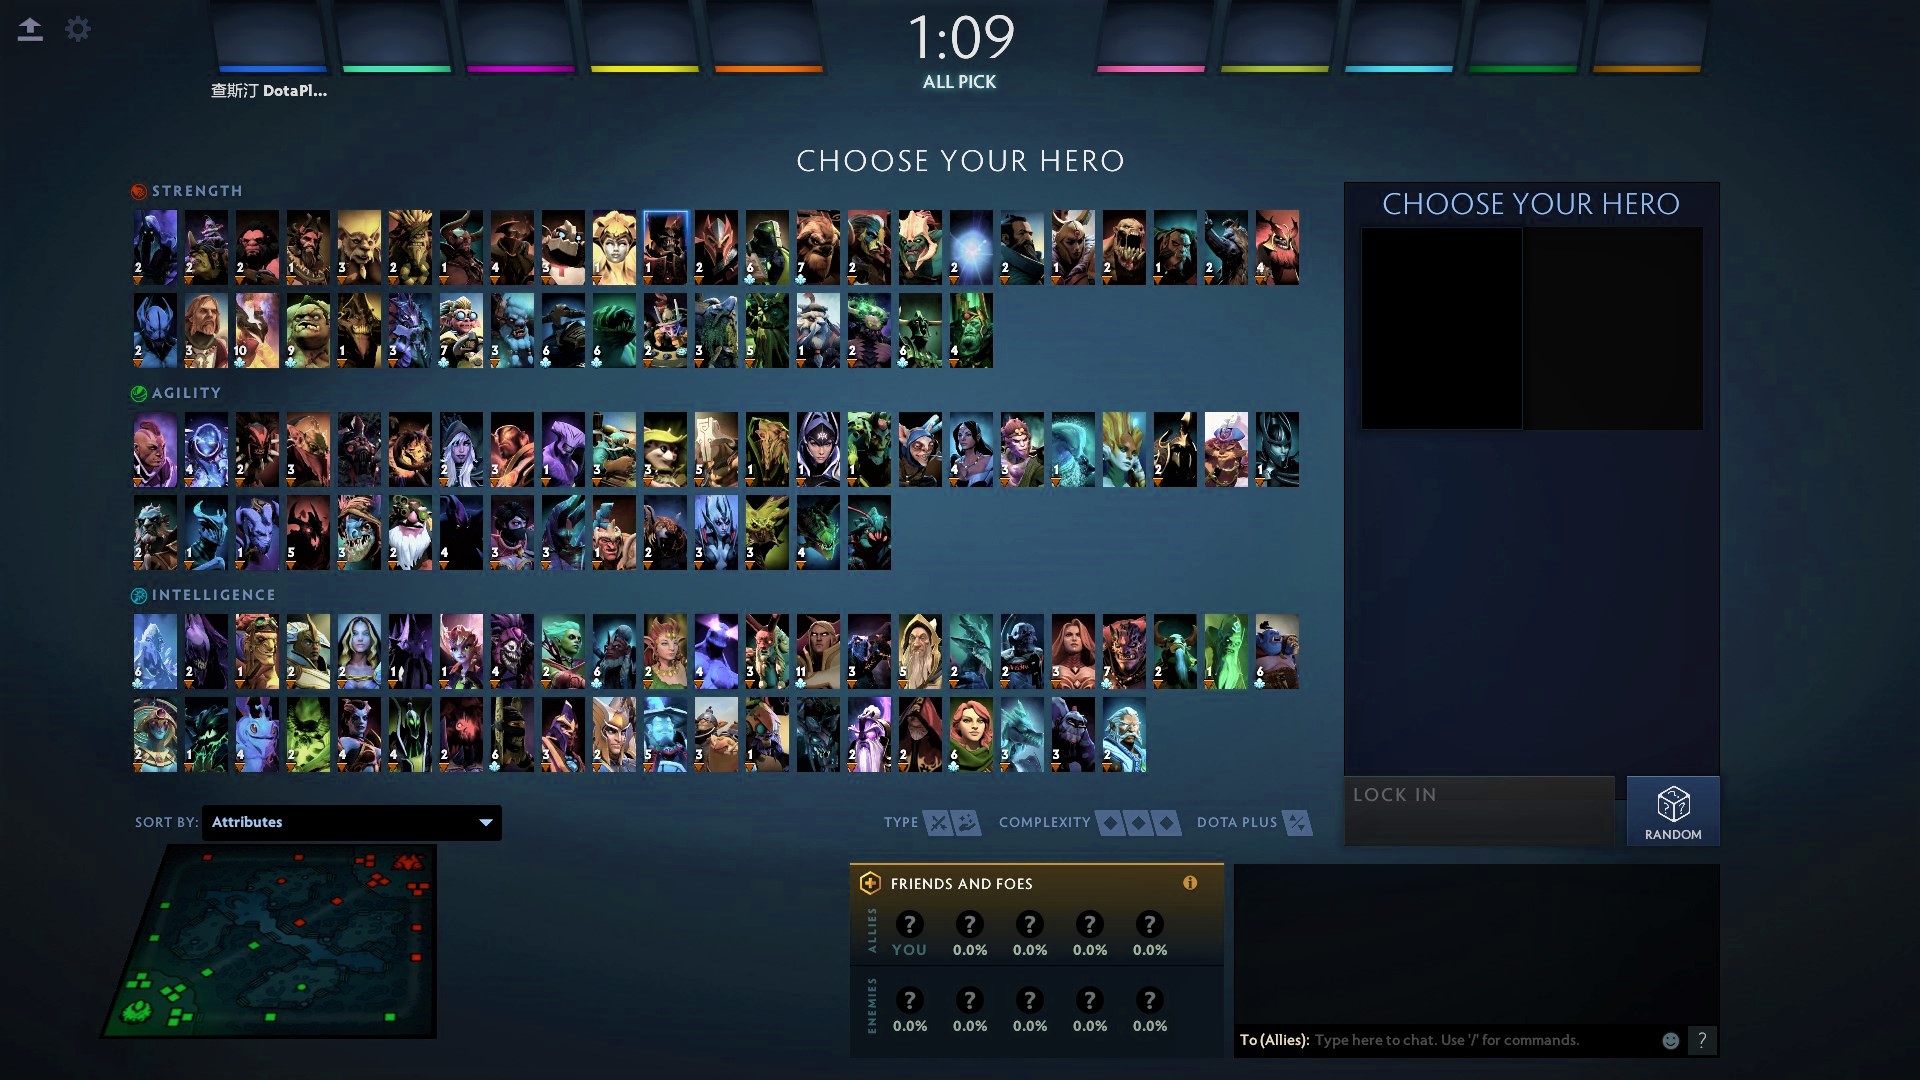 1:09
ALL PICK
查斯汀 DotaPl...
CHOOSE YOUR HERO
STRENGTH
2 2 2 1 3 2 1 4 3 1 1 2 6 7 2 2 2 1 2 1 2 4
2 3 10 9 1 3 7 3 6 6 2 3 5 1 2 6 4
AGILITY
1 4 2 3 2 3 1 3 3 5 1 1 1 4 3 1 2 1
2 1 1 5 3 2 4 3 3 1 2 3 3 4
INTELLIGENCE
6 2 1 2 2 1 1 4 2 6 2 4 3 11 3 5 2 2 3 7 2 1 6
2 1 4 2 4 4 2 6 3 2 5 3 1 2 2 6 3 3 2
CHOOSE YOUR HERO
LOCK IN
RANDOM
SORT BY: Attributes
TYPE COMPLEXITY DOTA PLUS
FRIENDS AND FOES
ALLIES
? ? ? ? ?
YOU 0.0% 0.0% 0.0% 0.0%
ENEMIES
? ? ? ? ?
0.0% 0.0% 0.0% 0.0% 0.0%
To (Allies): Type here to chat. Use '/' for commands.
?